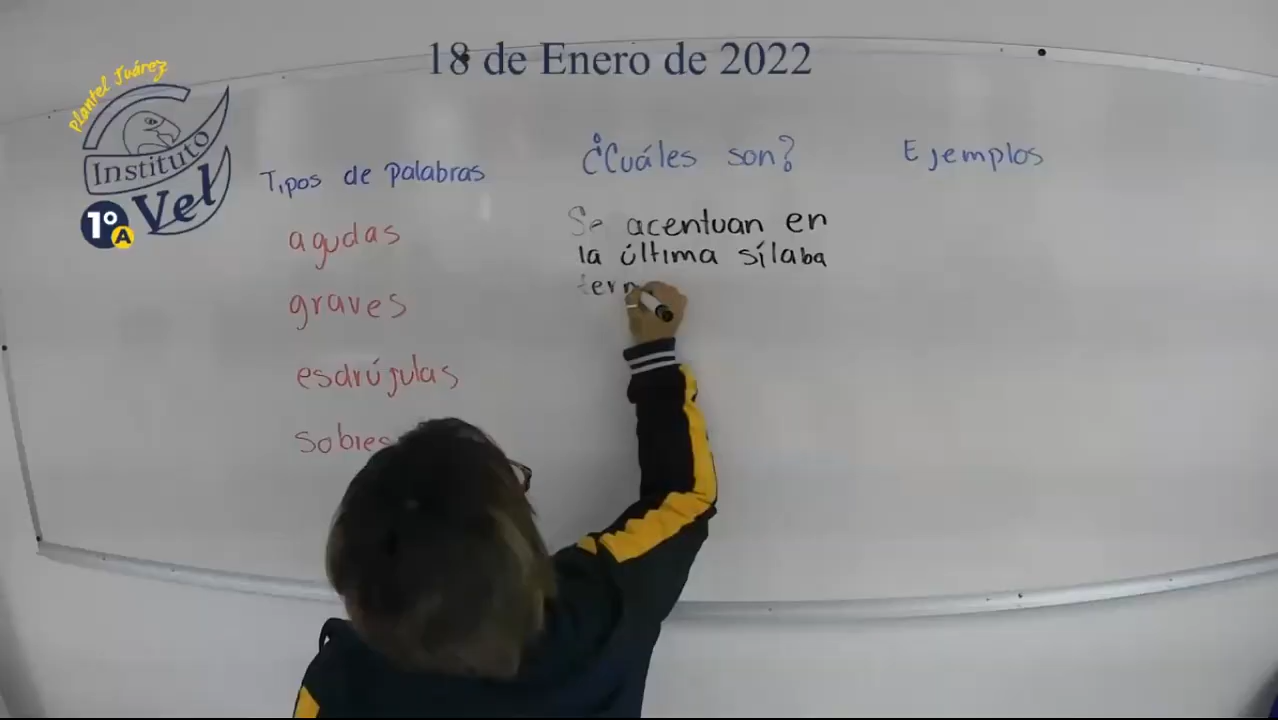 18 de Enero de 2022
Plantel Juárez
Instituto
Vel
1º
A
Tipos de palabras
¿Cuáles son?
Ejemplos
agudas
Se acentuan en
la última sílaba
graves
esdrújulas